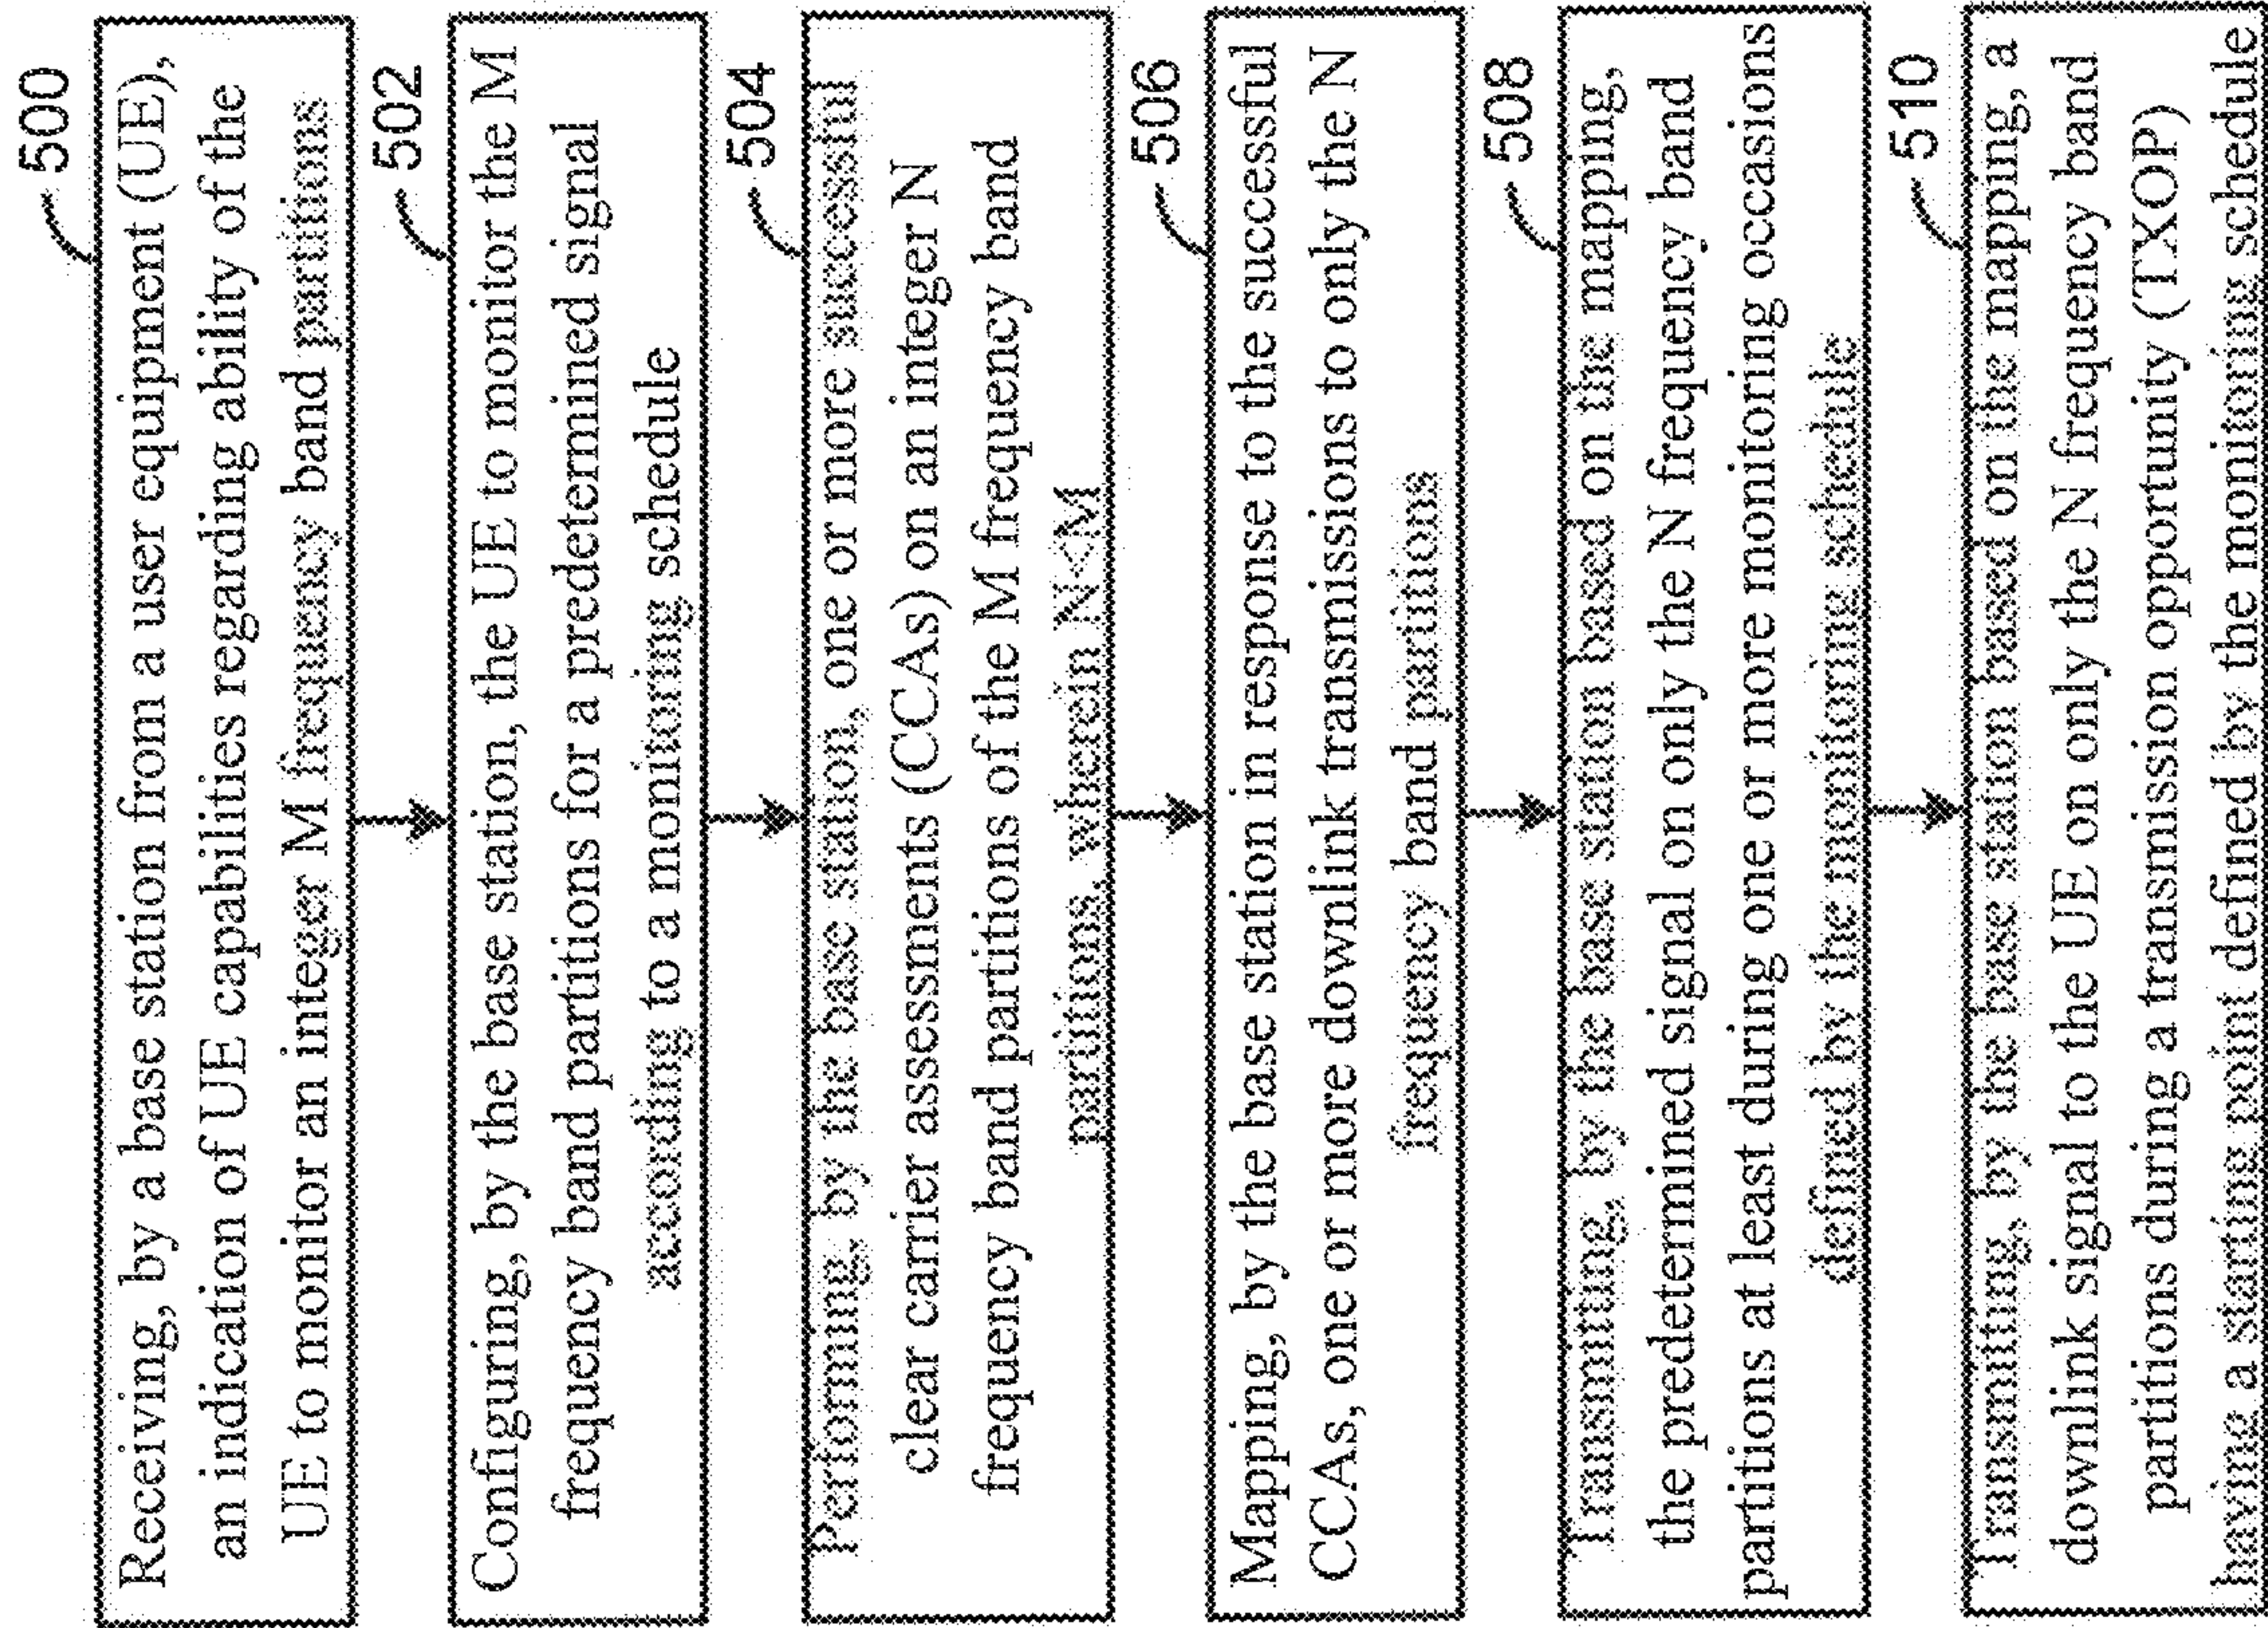 500
Receiving, by a base station from a user equipment (UE),
an indication of UE capabilities regarding ability of the
UE to monitor an integer M frequency band partitions
502
Configuring, by the base station, the UE to monitor the M
frequency band partitions for a predetermined signal
according to a monitoring schedule
504
Performing, by the base station, one or more successful
clear carrier assessments (CCAs) on an integer N
frequency band partitions of the M frequency band
partitions, wherein N<M
506
Mapping, by the base station in response to the successful
CCAs, one or more downlink transmissions to only the N
frequency band partitions
508
Transmitting, by the base station based on the mapping,
the predetermined signal on only the N frequency band
partitions at least during one or more monitoring occasions
defined by the monitoring schedule
510
Transmitting, by the base station based on the mapping, a
downlink signal to the UE on only the N frequency band
partitions during a transmission opportunity (TXOP)
having a starting point defined by the monitoring schedule